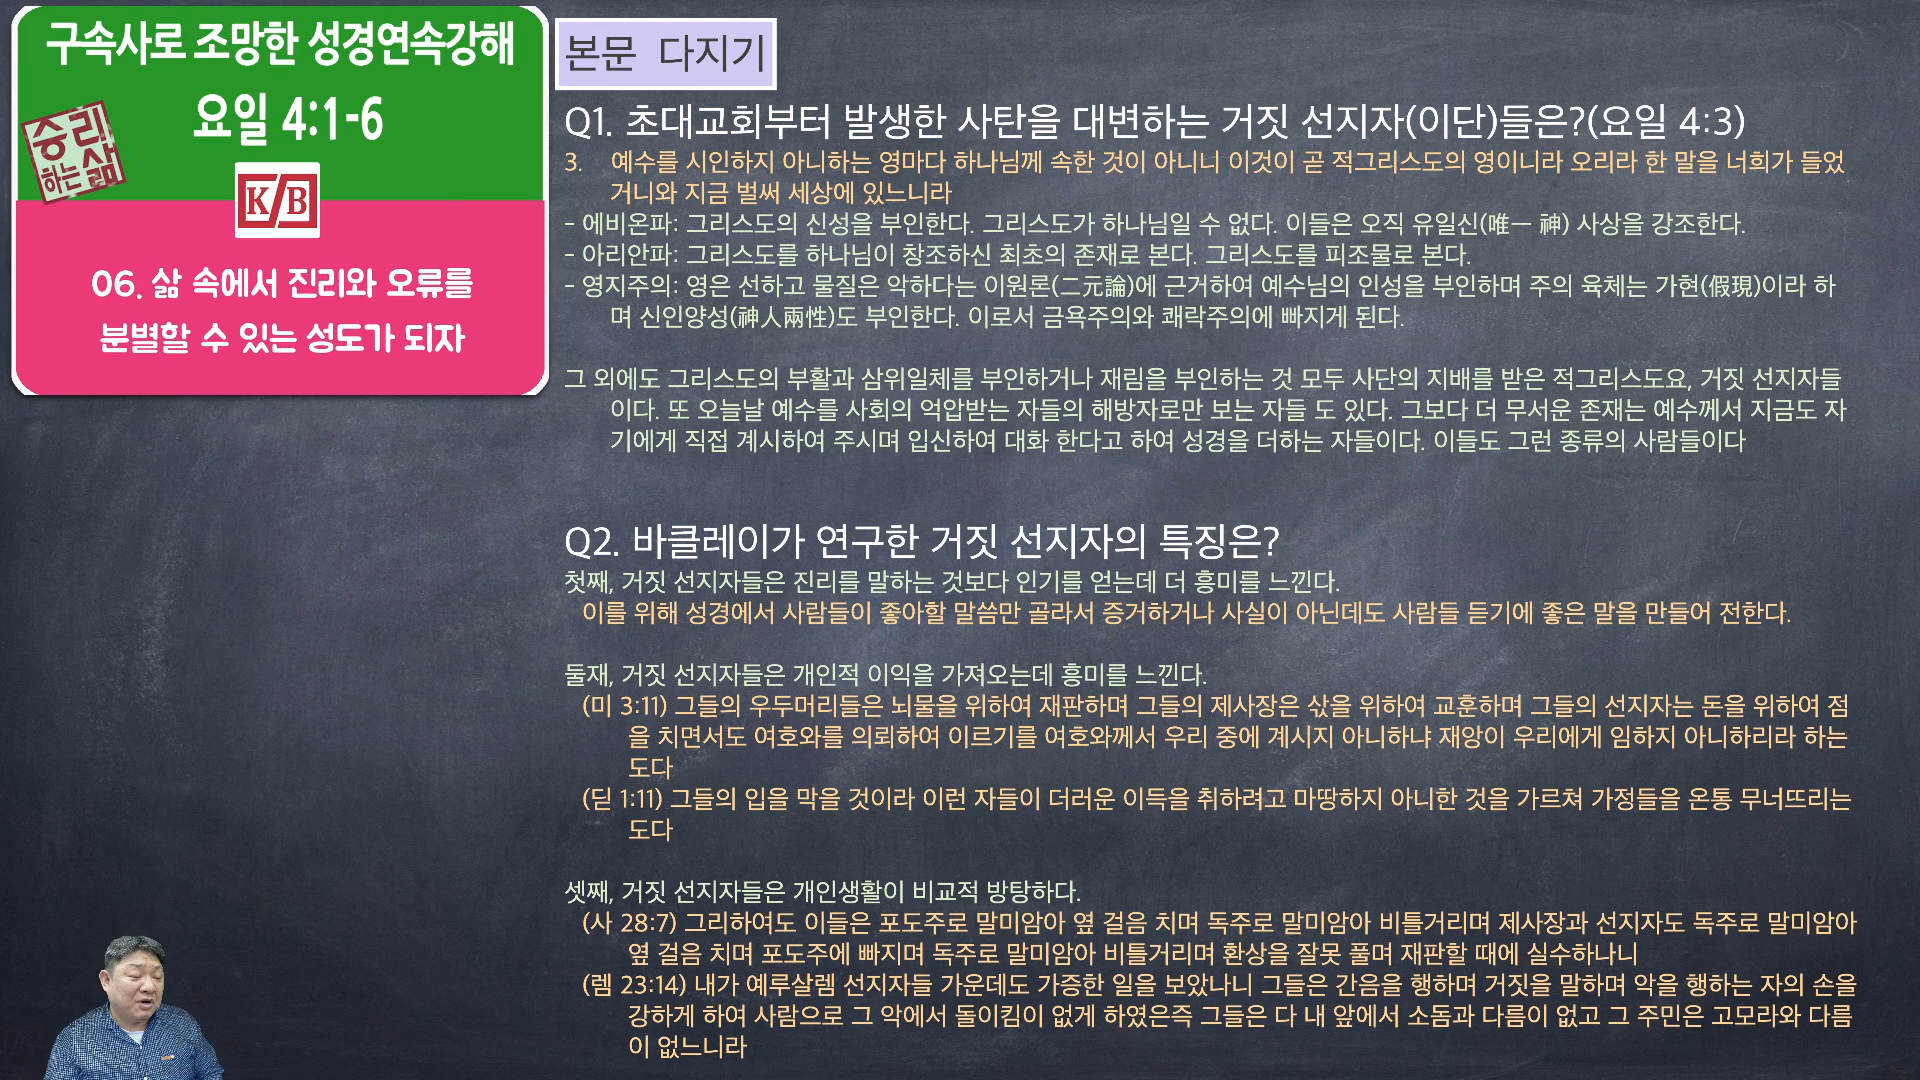 구속사로 조망한 성경연속강해
요일 4:1-6
승리
하는 삶
K/B
06. 삶 속에서 진리와 오류를
분별할 수 있는 성도가 되자
본문 다지기
Q1. 초대교회부터 발생한 사탄을 대변하는 거짓 선지자(이단)들은?(요일 4:3)
3. 예수를 시인하지 아니하는 영마다 하나님께 속한 것이 아니니 이것이 곧 적그리스도의 영이니라 오리라 한 말을 너희가 들었
거니와 지금 벌써 세상에 있느니라
- 에비온파: 그리스도의 신성을 부인한다. 그리스도가 하나님일 수 없다. 이들은 오직 유일신(唯一 神) 사상을 강조한다.
- 아리안파: 그리스도를 하나님이 창조하신 최초의 존재로 본다. 그리스도를 피조물로 본다.
- 영지주의: 영은 선하고 물질은 악하다는 이원론(二元論)에 근거하여 예수님의 인성을 부인하며 주의 육체는 가현(假現)이라 하
며 신인양성(神人兩性)도 부인한다. 이로서 금욕주의와 쾌락주의에 빠지게 된다.
그 외에도 그리스도의 부활과 삼위일체를 부인하거나 재림을 부인하는 것 모두 사단의 지배를 받은 적그리스도요, 거짓 선지자들
이다. 또 오늘날 예수를 사회의 억압받는 자들의 해방자로만 보는 자들 도 있다. 그보다 더 무서운 존재는 예수께서 지금도 자
기에게 직접 계시하여 주시며 입신하여 대화 한다고 하여 성경을 더하는 자들이다. 이들도 그런 종류의 사람들이다
Q2. 바클레이가 연구한 거짓 선지자의 특징은?
첫째, 거짓 선지자들은 진리를 말하는 것보다 인기를 얻는데 더 흥미를 느낀다.
이를 위해 성경에서 사람들이 좋아할 말씀만 골라서 증거하거나 사실이 아닌데도 사람들 듣기에 좋은 말을 만들어 전한다.
둘재, 거짓 선지자들은 개인적 이익을 가져오는데 흥미를 느낀다.
(미 3:11) 그들의 우두머리들은 뇌물을 위하여 재판하며 그들의 제사장은 삯을 위하여 교훈하며 그들의 선지자는 돈을 위하여 점
을 치면서도 여호와를 의뢰하여 이르기를 여호와께서 우리 중에 계시지 아니하냐 재앙이 우리에게 임하지 아니하리라 하는
도다
(딛 1:11) 그들의 입을 막을 것이라 이런 자들이 더러운 이득을 취하려고 마땅하지 아니한 것을 가르쳐 가정들을 온통 무너뜨리는
도다
셋째, 거짓 선지자들은 개인생활이 비교적 방탕하다.
(사 28:7) 그리하여도 이들은 포도주로 말미암아 옆 걸음 치며 독주로 말미암아 비틀거리며 제사장과 선지자도 독주로 말미암아
옆 걸음 치며 포도주에 빠지며 독주로 말미암아 비틀거리며 환상을 잘못 풀며 재판할 때에 실수하나니
(렘 23:14) 내가 예루살렘 선지자들 가운데도 가증한 일을 보았나니 그들은 간음을 행하며 거짓을 말하며 악을 행하는 자의 손을
강하게 하여 사람으로 그 악에서 돌이킴이 없게 하였은즉 그들은 다 내 앞에서 소돔과 다름이 없고 그 주민은 고모라와 다름
이 없느니라